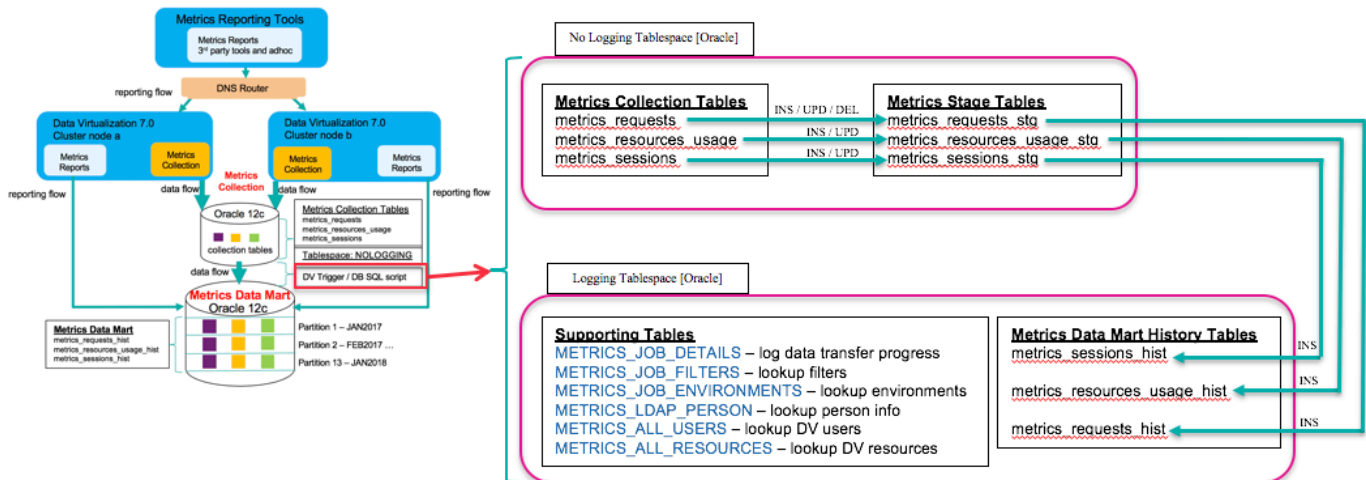 Metrics Reporting Tools
Metrics Reports
3rd party tools and adhoc
reporting flow
DNS Router
Data Virtualization 7.0
Cluster node a
Metrics
Reports
Metrics
Collection
Data Virtualization 7.0
Cluster node b
Metrics
Collection
Metrics
Reports
reporting flow
data flow
Metrics
Collection
data flow
reporting flow
Oracle 12c
collection tables
Metrics Collection Tables
metrics_requests
metrics_resources_usage
metrics_sessions
Tablespace: NOLOGGING
data flow
DV Trigger / DB SQL script
Metrics Data Mart
Oracle 12c
Metrics Data Mart
metrics_requests_hist
metrics_resources_usage_hist
metrics_sessions_hist
Partition 1 – JAN2017
Partition 2 – FEB2017 ...
Partition 13 – JAN2018
No Logging Tablespace [Oracle]
Metrics Collection Tables
metrics_requests
metrics_resources_usage
metrics_sessions
INS / UPD / DEL
INS / UPD
INS / UPD
Metrics Stage Tables
metrics_requests_stg
metrics_resources_usage_stg
metrics_sessions_stg
Logging Tablespace [Oracle]
Supporting Tables
METRICS_JOB_DETAILS – log data transfer progress
METRICS_JOB_FILTERS – lookup filters
METRICS_JOB_ENVIRONMENTS – lookup environments
METRICS_LDAP_PERSON – lookup person info
METRICS_ALL_USERS – lookup DV users
METRICS_ALL_RESOURCES – lookup DV resources
Metrics Data Mart History Tables
metrics_sessions_hist
metrics_resources_usage_hist
metrics_requests_hist
INS
INS
INS